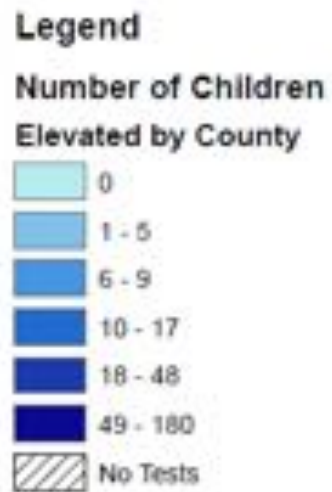 Legend
Number of Children
Elevated by County
0
1 - 5
6 - 9
10 - 17
18 - 48
49 - 180
No Tests